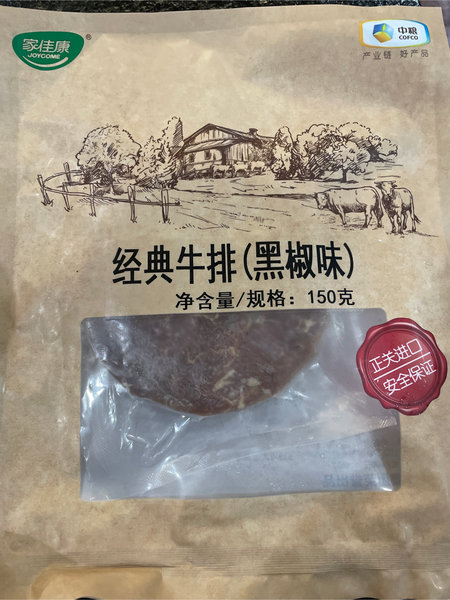 家佳康
JOYCOME
®
中粮
COFCO
产业链 好产品
经典牛排(黑椒味)
净含量/规格：150克
正关进口
安全保证